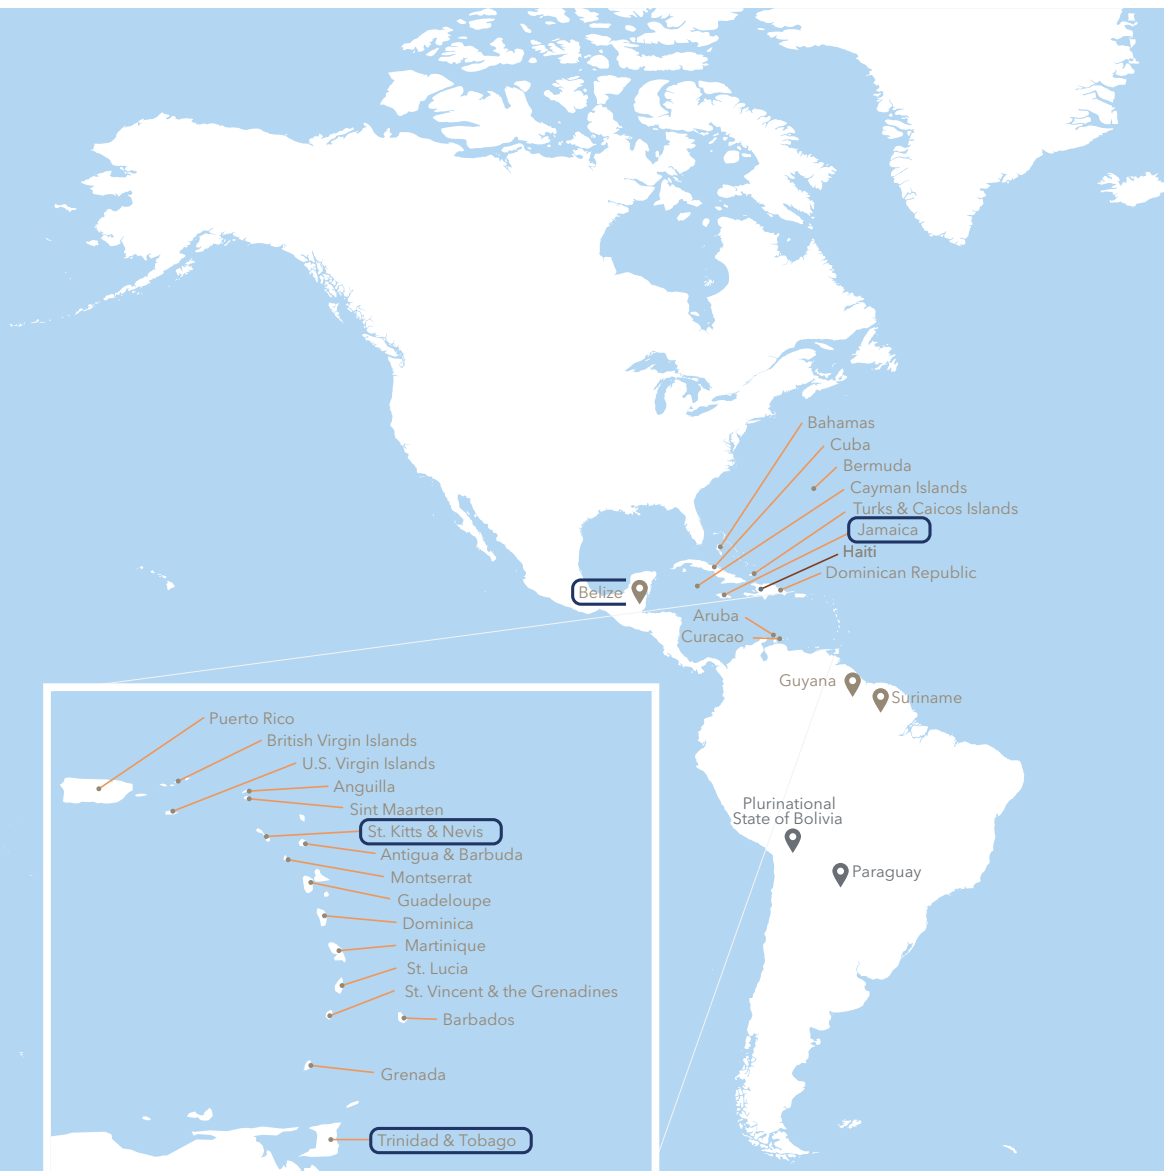 Bahamas
Cuba
Bermuda
Cayman Islands
Turks & Caicos Islands
Jamaica
Haiti
Dominican Republic
Belize
Aruba
Curacao
Guyana
Suriname
Puerto Rico
British Virgin Islands
U.S. Virgin Islands
Anguilla
Sint Maarten
St. Kitts & Nevis
Antigua & Barbuda
Montserrat
Guadeloupe
Dominica
Martinique
St. Lucia
St. Vincent & the Grenadines
Barbados
Grenada
Trinidad & Tobago
Plurinational
State of Bolivia
Paraguay